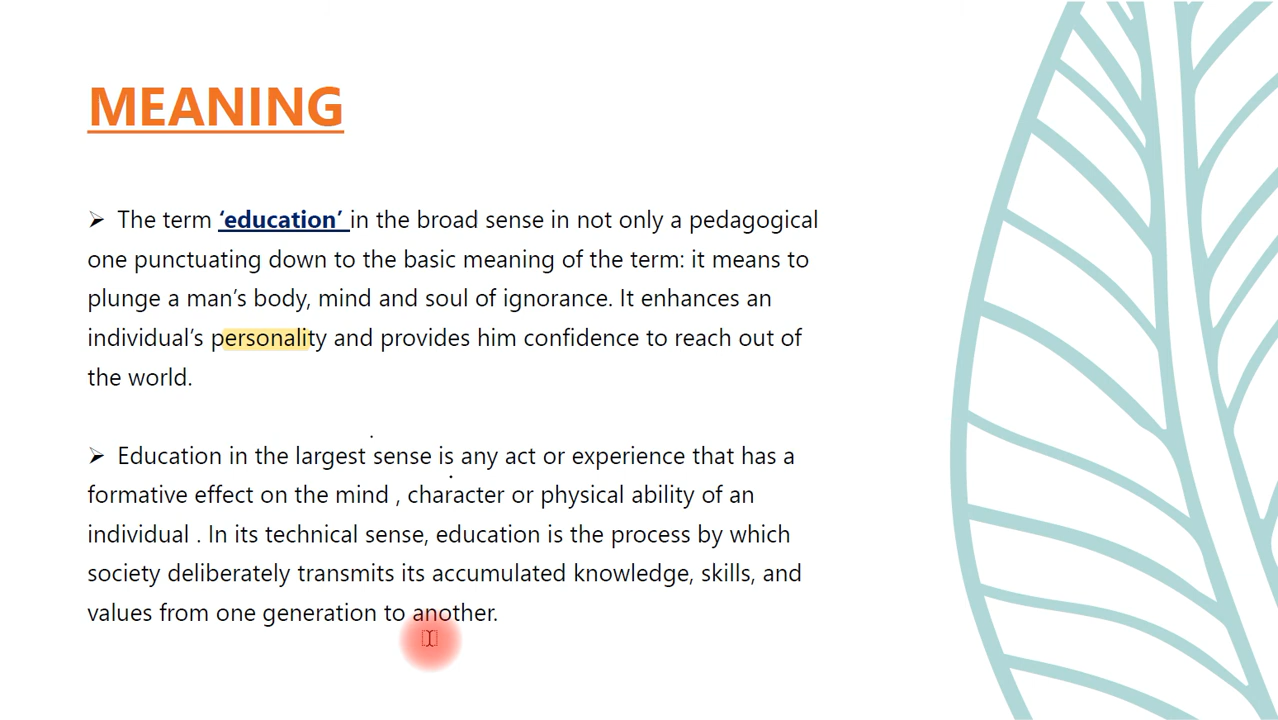 MEANING
➢ The term ‘education’ in the broad sense in not only a pedagogical
one punctuating down to the basic meaning of the term: it means to
plunge a man’s body, mind and soul of ignorance. It enhances an
individual’s personality and provides him confidence to reach out of
the world.
➢ Education in the largest sense is any act or experience that has a
formative effect on the mind , character or physical ability of an
individual . In its technical sense, education is the process by which
society deliberately transmits its accumulated knowledge, skills, and
values from one generation to another.